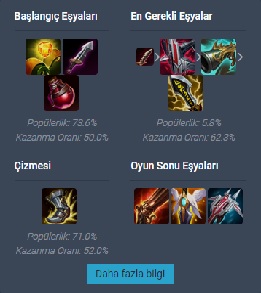 Başlangıç Eşyaları
En Gerekli Eşyalar
Popülerlik: 73.6%
Kazanma Oranı: 50.0%
Popülerlik: 5.8%
Kazanma Oranı: 62.3%
Çizmesi
Oyun Sonu Eşyaları
Popülerlik: 71.0%
Kazanma Oranı: 52.0%
Daha fazla bilgi